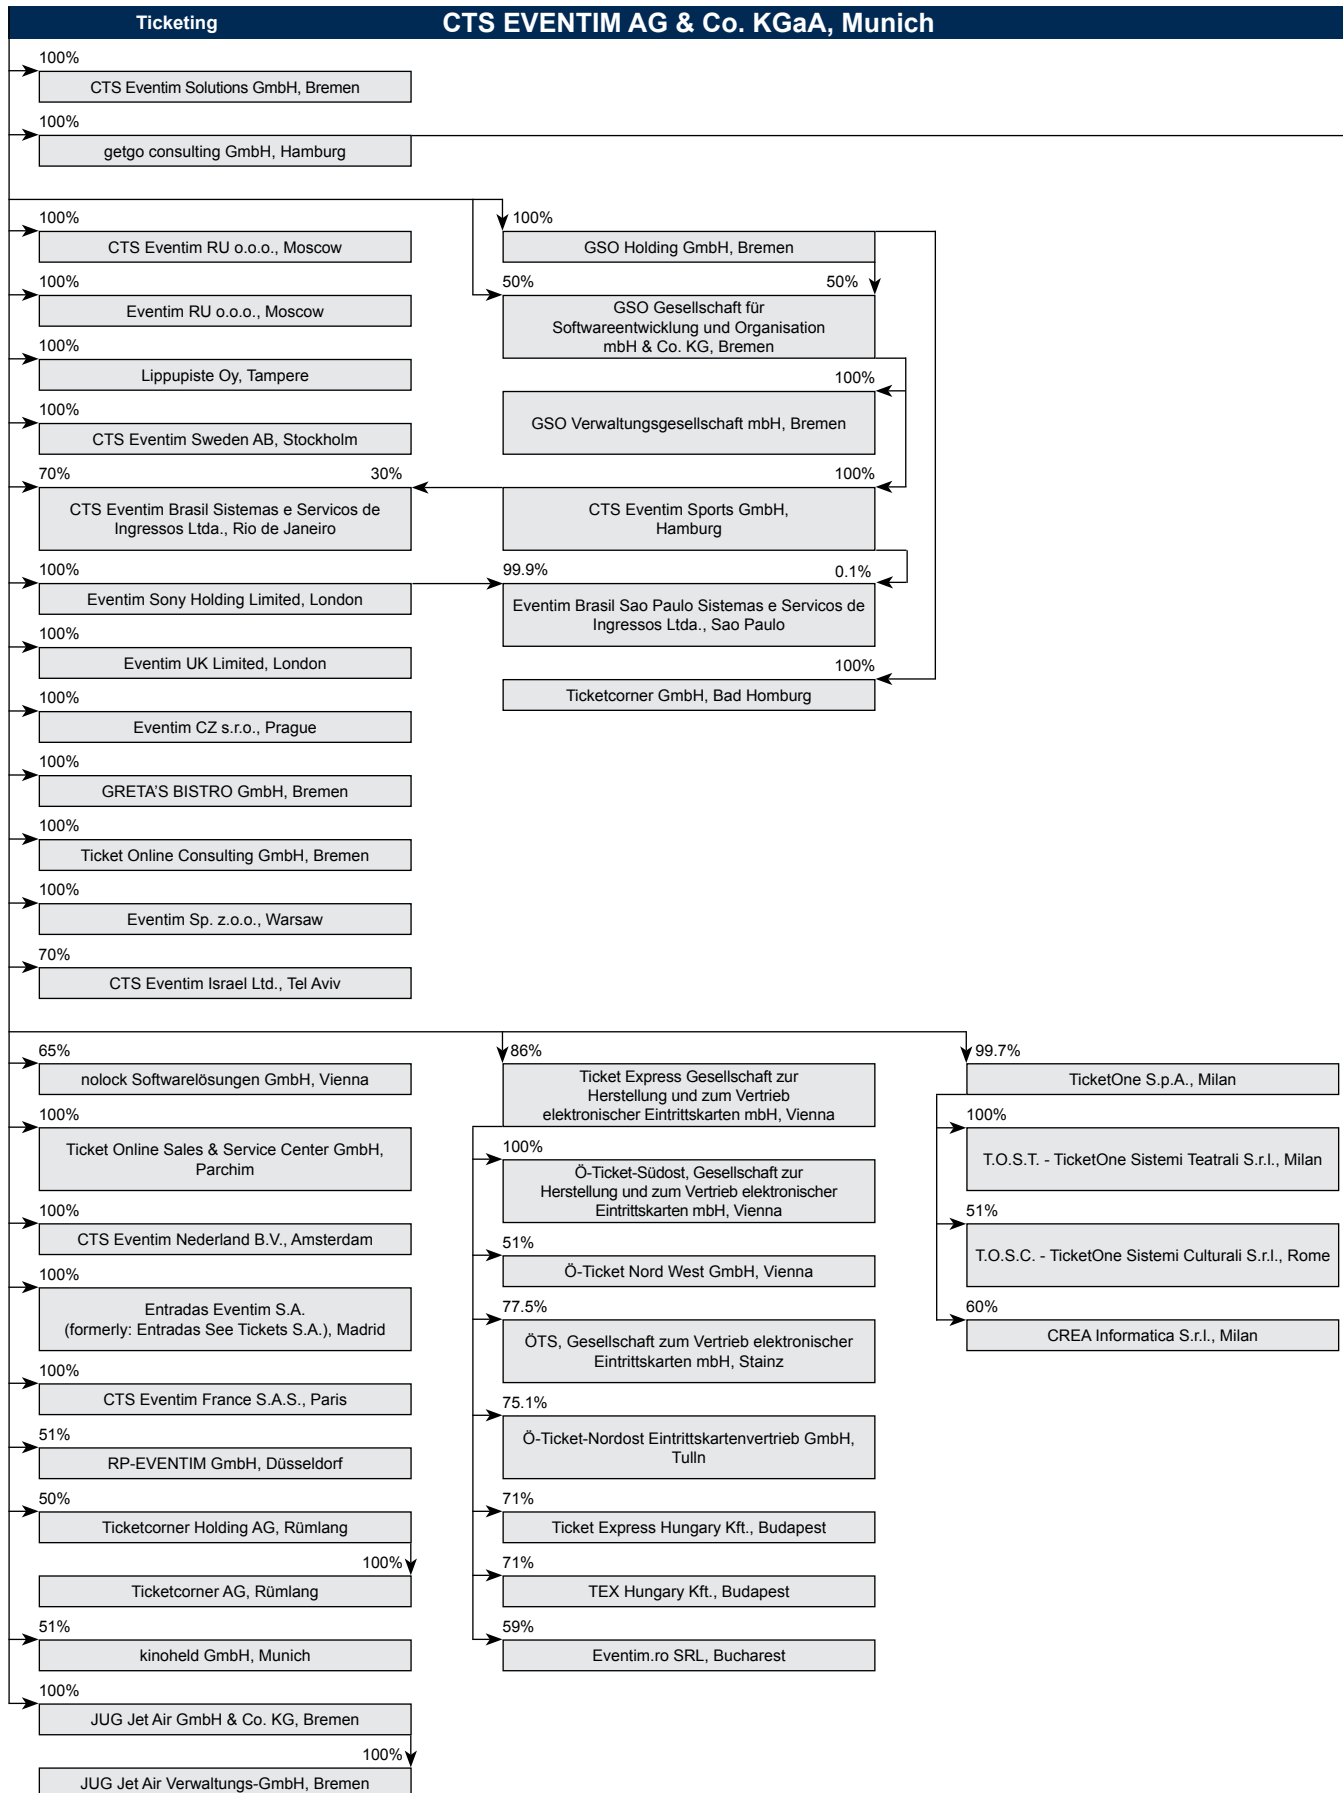 Ticketing
CTS EVENTIM AG & Co. KGaA, Munich
100%
CTS Eventim Solutions GmbH, Bremen
100%
getgo consulting GmbH, Hamburg
100%
CTS Eventim RU o.o.o., Moscow
100%
Eventim RU o.o.o., Moscow
100%
Lippupiste Oy, Tampere
100%
CTS Eventim Sweden AB, Stockholm
70%
30%
CTS Eventim Brasil Sistemas e Servicos de
Ingressos Ltda., Rio de Janeiro
100%
Eventim Sony Holding Limited, London
100%
Eventim UK Limited, London
100%
Eventim CZ s.r.o., Prague
100%
GRETA'S BISTRO GmbH, Bremen
100%
Ticket Online Consulting GmbH, Bremen
100%
Eventim Sp. z.o.o., Warsaw
70%
CTS Eventim Israel Ltd., Tel Aviv
100%
GSO Holding GmbH, Bremen
50%
50%
GSO Gesellschaft für
Softwareentwicklung und Organisation
mbH & Co. KG, Bremen
100%
GSO Verwaltungsgesellschaft mbH, Bremen
100%
CTS Eventim Sports GmbH,
Hamburg
99.9%
0.1%
Eventim Brasil Sao Paulo Sistemas e Servicos de
Ingressos Ltda., Sao Paulo
100%
Ticketcorner GmbH, Bad Homburg
65%
nolock Softwarelösungen GmbH, Vienna
100%
Ticket Online Sales & Service Center GmbH,
Parchim
100%
CTS Eventim Nederland B.V., Amsterdam
100%
Entradas Eventim S.A.
(formerly: Entradas See Tickets S.A.), Madrid
100%
CTS Eventim France S.A.S., Paris
51%
RP-EVENTIM GmbH, Düsseldorf
50%
Ticketcorner Holding AG, Rümlang
100%
Ticketcorner AG, Rümlang
51%
kinoheld GmbH, Munich
100%
JUG Jet Air GmbH & Co. KG, Bremen
100%
JUG Jet Air Verwaltungs-GmbH, Bremen
86%
Ticket Express Gesellschaft zur
Herstellung und zum Vertrieb
elektronischer Eintrittskarten mbH, Vienna
100%
Ö-Ticket-Südost, Gesellschaft zur
Herstellung und zum Vertrieb elektronischer
Eintrittskarten mbH, Vienna
51%
Ö-Ticket Nord West GmbH, Vienna
77.5%
ÖTS, Gesellschaft zum Vertrieb elektronischer
Eintrittskarten mbH, Stainz
75.1%
Ö-Ticket-Nordost Eintrittskartenvertrieb GmbH,
Tulln
71%
Ticket Express Hungary Kft., Budapest
71%
TEX Hungary Kft., Budapest
59%
Eventim.ro SRL, Bucharest
99.7%
TicketOne S.p.A., Milan
100%
T.O.S.T. - TicketOne Sistemi Teatrali S.r.l., Milan
51%
T.O.S.C. - TicketOne Sistemi Culturali S.r.l., Rome
60%
CREA Informatica S.r.l., Milan